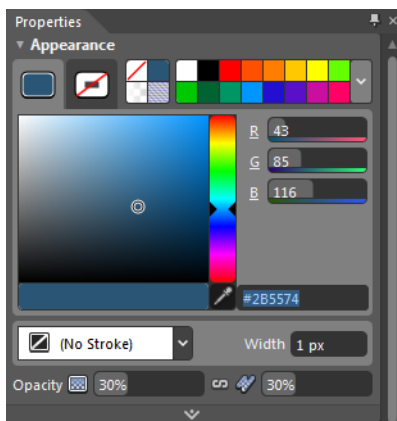 Properties
Appearance
R 43
G 85
B 116
#2B5574
(No Stroke) Width 1 px
Opacity 30% 30%